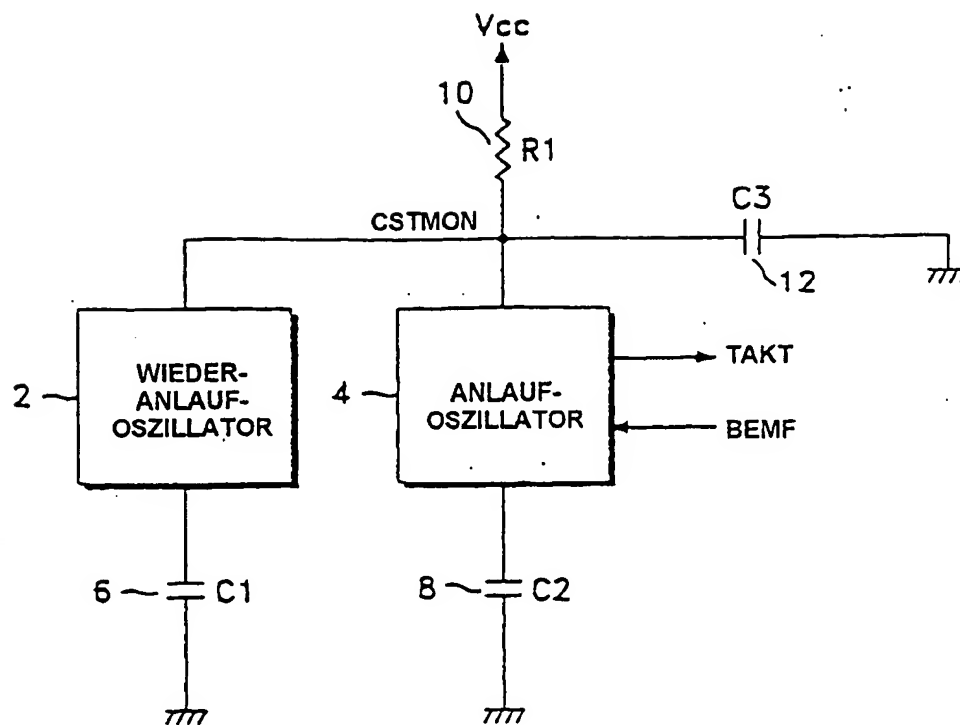 Vcc
10
R1
CSTMON
C3
12
2
WIEDER-
ANLAUF-
OSZILLATOR
4
ANLAUF-
OSZILLATOR
TAKT
BEMF
6
C1
8
C2